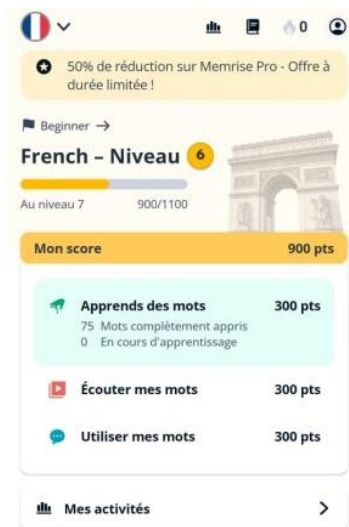 0
50% de réduction sur Memrise Pro - Offre à
durée limitée !
Beginner →
French – Niveau 6
Au niveau 7 900/1100
Mon score 900 pts
Apprends des mots 300 pts
75 Mots complètement appris
0 En cours d'apprentissage
Écouter mes mots 300 pts
Utiliser mes mots 300 pts
Mes activités